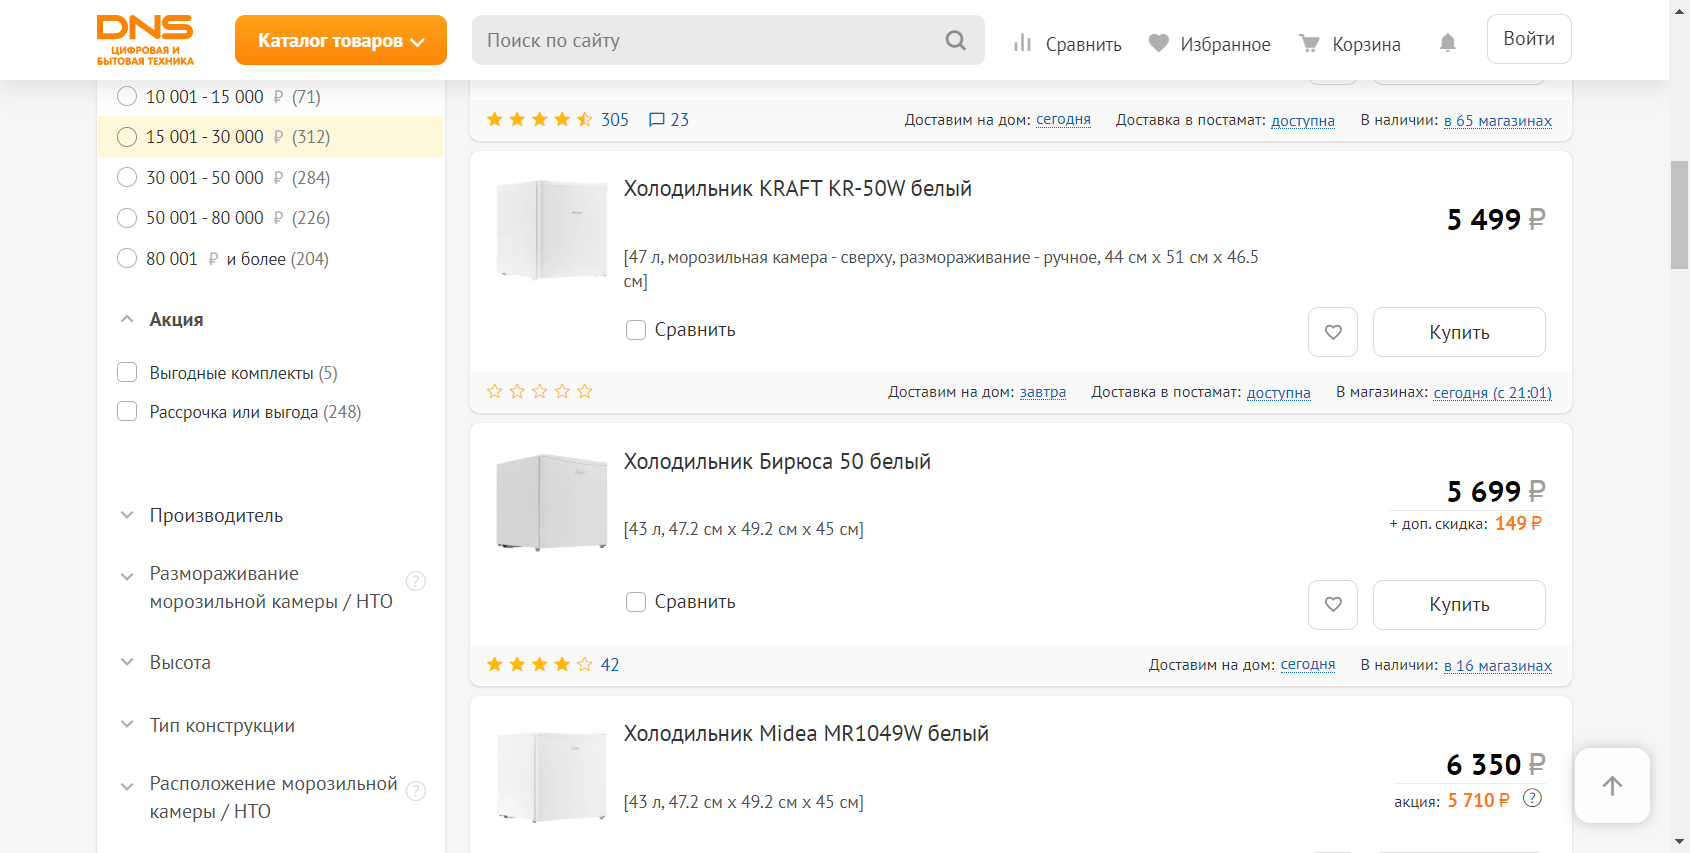 DNS
ЦИФРОВАЯ И
БЫТОВАЯ ТЕХНИКА
Каталог товаров
Поиск по сайту
Сравнить
Избранное
Корзина
Войти
10 001 - 15 000 ₽ (71)
15 001 - 30 000 ₽ (312)
30 001 - 50 000 ₽ (284)
50 001 - 80 000 ₽ (226)
80 001 ₽ и более (204)
Акция
Выгодные комплекты (5)
Рассрочка или выгода (248)
Производитель
Размораживание
морозильной камеры / НТО
?
Высота
Тип конструкции
Расположение морозильной
камеры / НТО
?
305 23
Доставим на дом: сегодня Доставка в постамат: доступна В наличии: в 65 магазинах
Холодильник KRAFT KR-50W белый
5 499 ₽
[47 л, морозильная камера - сверху, размораживание - ручное, 44 см x 51 см x 46.5
см]
Сравнить
Купить
Доставим на дом: завтра Доставка в постамат: доступна В магазинах: сегодня (с 21:01)
Холодильник Бирюса 50 белый
5 699 ₽
+ доп. скидка: 149 ₽
[43 л, 47.2 см x 49.2 см x 45 см]
Сравнить
Купить
42
Доставим на дом: сегодня В наличии: в 16 магазинах
Холодильник Midea MR1049W белый
6 350 ₽
акция: 5 710 ₽ ?
[43 л, 47.2 см x 49.2 см x 45 см]